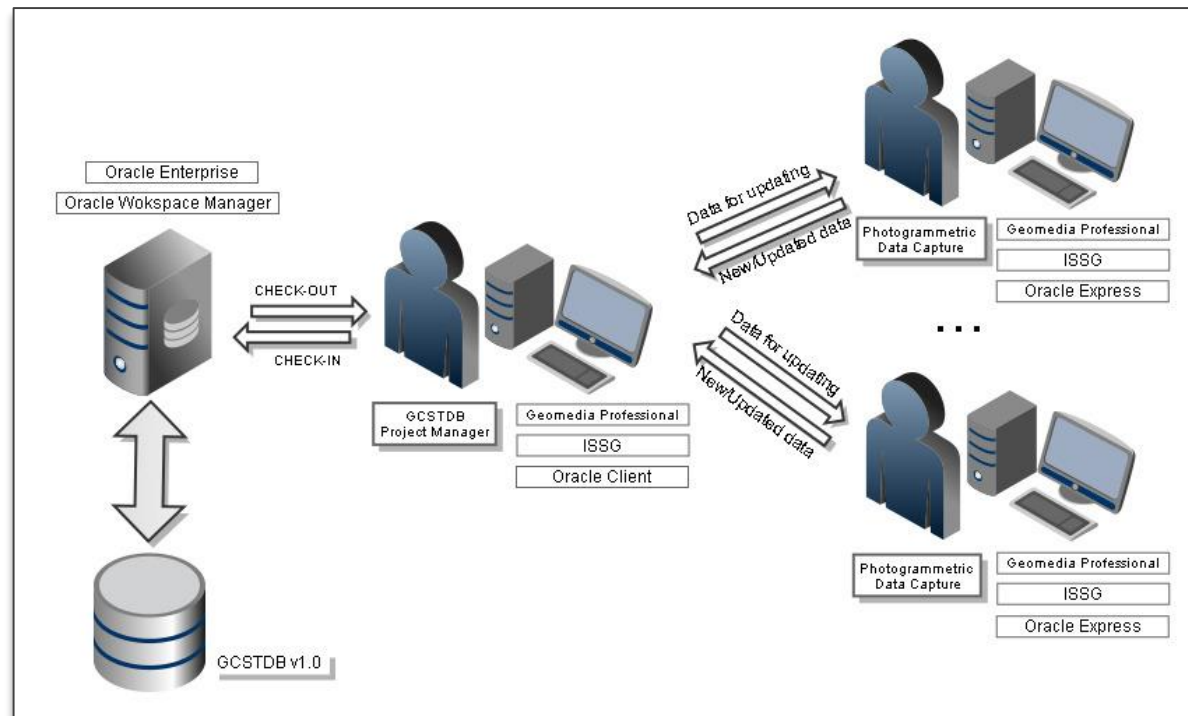 Oracle Enterprise
Oracle Wokspace Manager
CHECK-OUT
CHECK-IN
GCSTDB v1.0
GCSTDB
Project Manager
Geomedia Professional
ISSG
Oracle Client
Data for updating
New/Updated data
Photogrammetric
Data Capture
Geomedia Professional
ISSG
Oracle Express
...
Data for updating
New/Updated data
Photogrammetric
Data Capture
Geomedia Professional
ISSG
Oracle Express